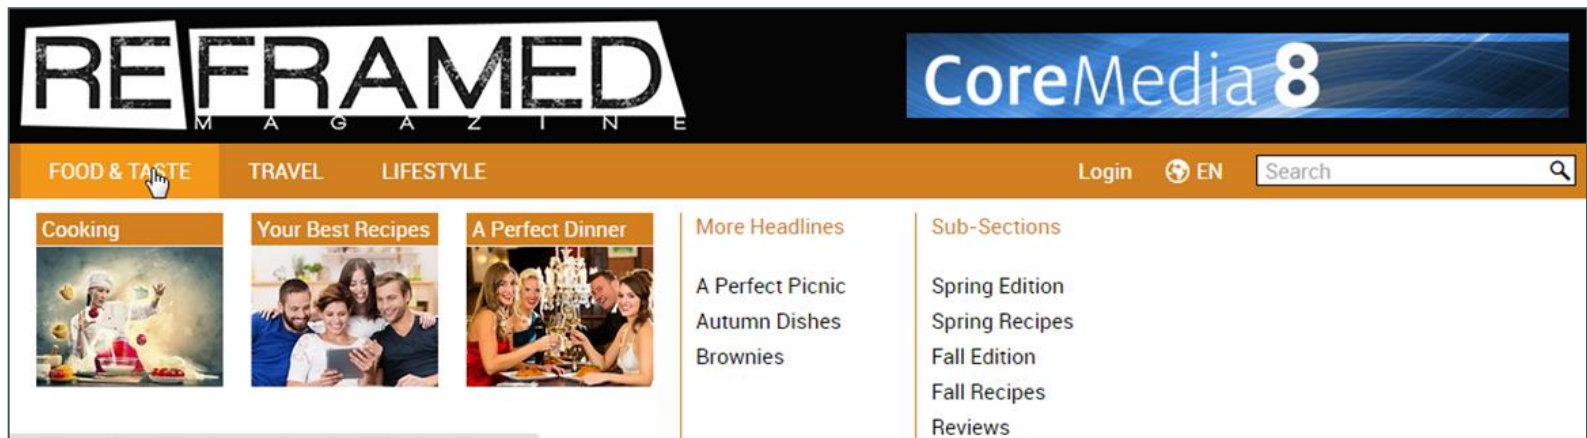 REFRAMED
MAGAZINE
CoreMedia 8
FOOD & TASTE
TRAVEL
LIFESTYLE
Login
EN
Search
Cooking
Your Best Recipes
A Perfect Dinner
More Headlines
A Perfect Picnic
Autumn Dishes
Brownies
Sub-Sections
Spring Edition
Spring Recipes
Fall Edition
Fall Recipes
Reviews